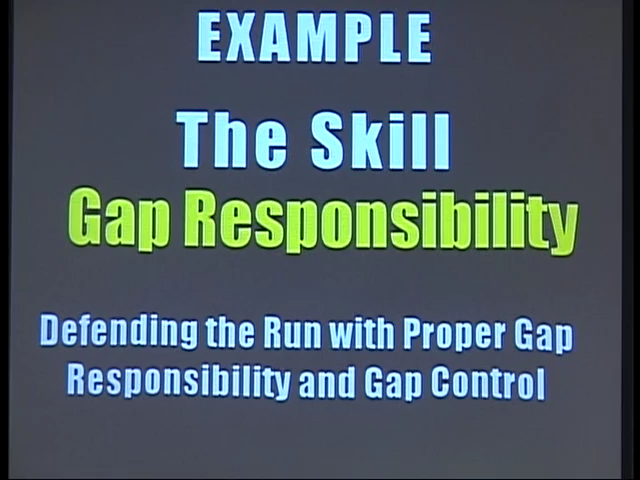 EXAMPLE
The Skill
Gap Responsibility
Defending the Run with Proper Gap
Responsibility and Gap Control